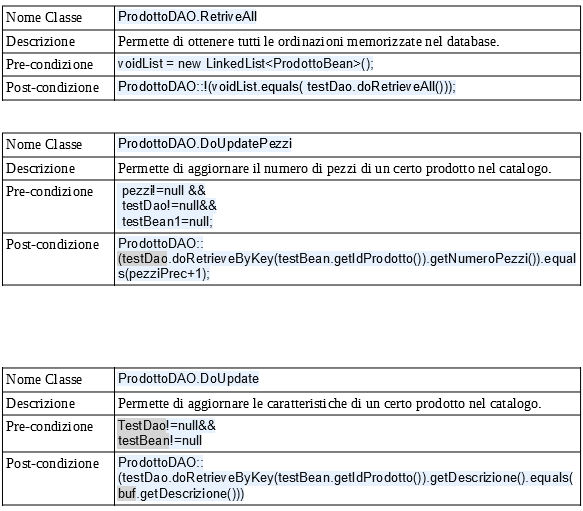 Nome Classe ProdottoDAO.RetriveAll
Descrizione Permette di ottenere tutti le ordinazioni memorizzate nel database.
Pre-condizione voidList = new LinkedList<ProdottoBean>();
Post-condizione ProdottoDAO::!(voidList.equals( testDao.doRetrieveAll()));
Nome Classe ProdottoDAO.DoUpdatePezzi
Descrizione Permette di aggiornare il numero di pezzi di un certo prodotto nel catalogo.
Pre-condizione pezzi!=null &&
testDao!=null&&
testBean1=null;
Post-condizione ProdottoDAO::
(testDao.doRetrieveByKey(testBean.getIdProdotto()).getNumeroPezzi()).equal
s(pezziPrec+1);
Nome Classe ProdottoDAO.DoUpdate
Descrizione Permette di aggiornare le caratteristiche di un certo prodotto nel catalogo.
Pre-condizione TestDao!=null&&
testBean!=null
Post-condizione ProdottoDAO::
(testDao.doRetrieveByKey(testBean.getIdProdotto()).getDescrizione().equals(
buf.getDescrizione()))